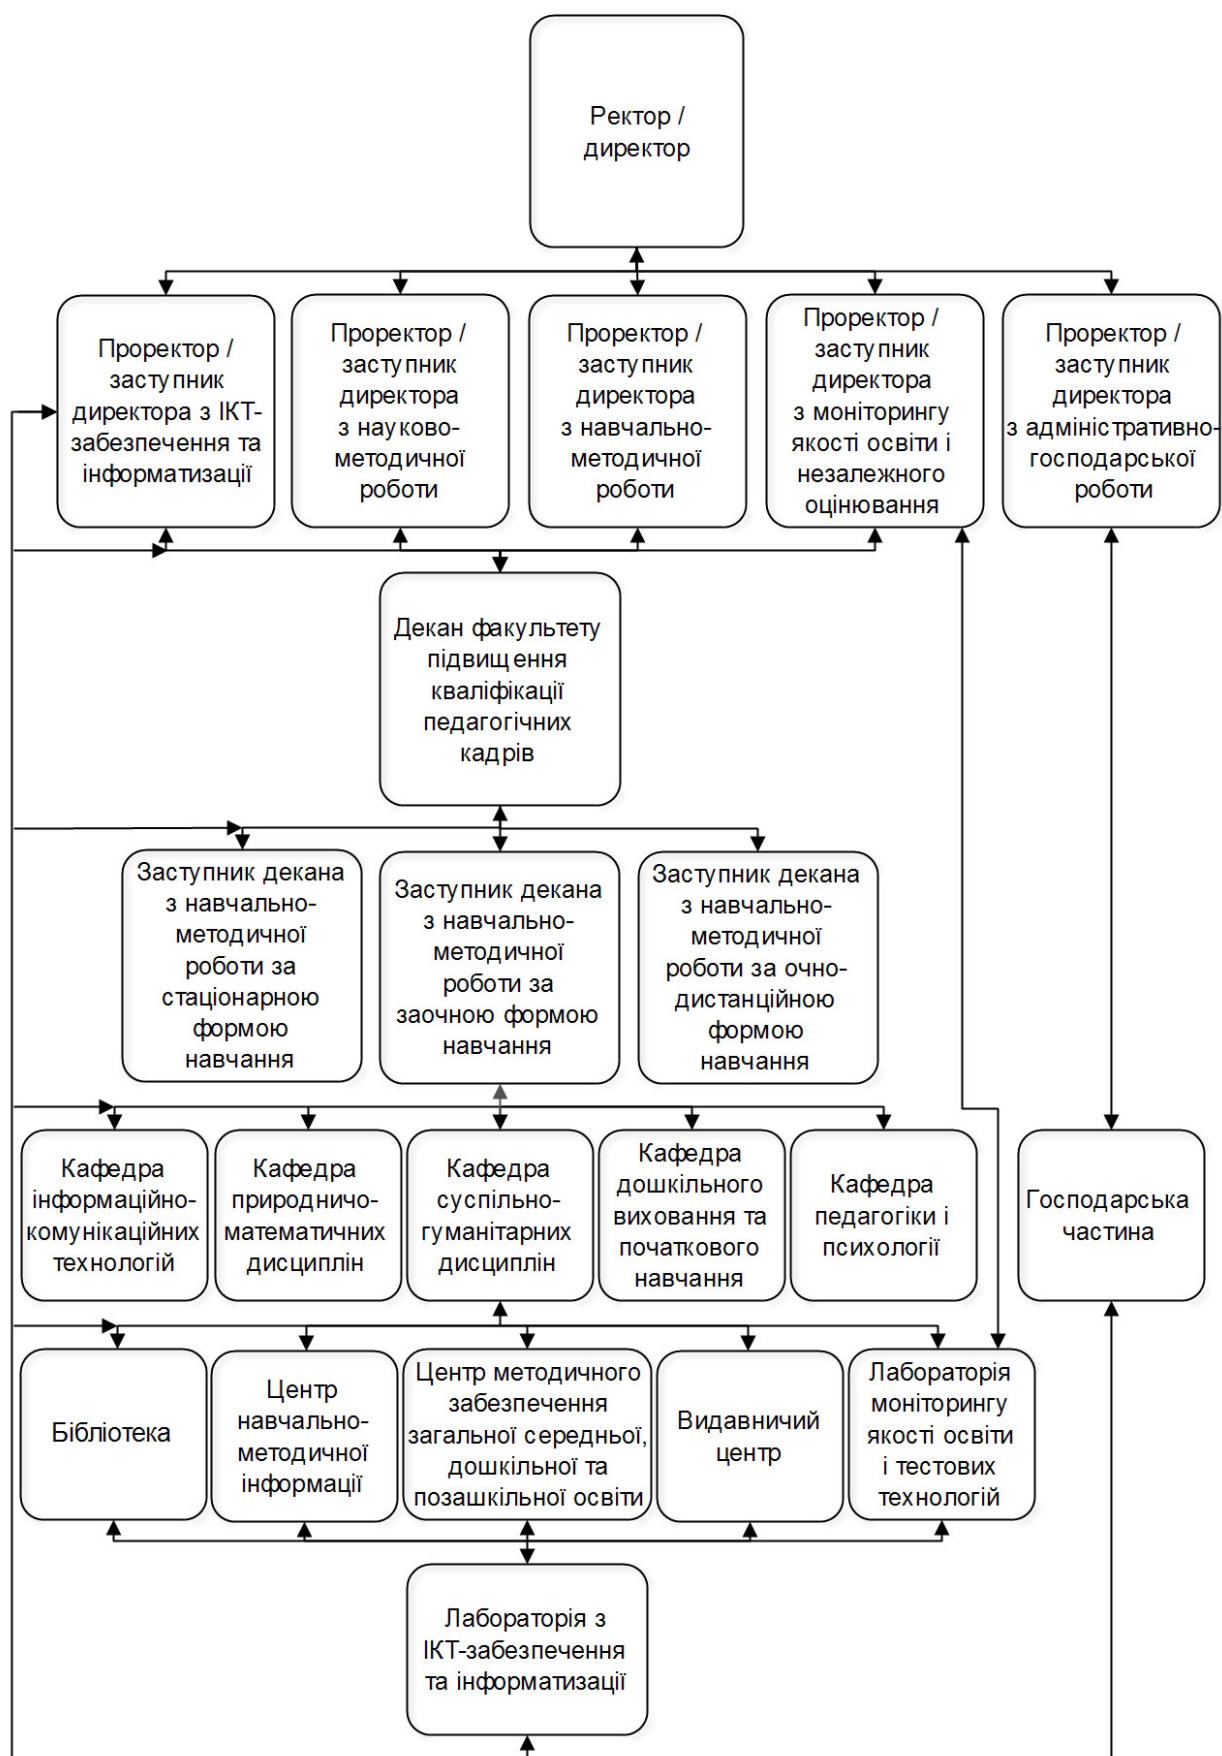 Ректор /
директор
Проректор /
заступник
директора з ІКТ-
забезпечення та
інформатизації
Проректор /
заступник
директора
з науково-
методичної
роботи
Проректор /
заступник
директора
з навчально-
методичної
роботи
Проректор /
заступник
директора
з моніторингу
якості освіти і
незалежного
оцінювання
Проректор /
заступник
директора
з адміністративно-
господарської
роботи
Декан факультету
підвищення
кваліфікації
педагогічних
кадрів
Заступник декана
з навчально-
методичної
роботи за
стаціонарною
формою
навчання
Заступник декана
з навчально-
методичної
роботи за
заочною формою
навчання
Заступник декана
з навчально-
методичної
роботи за очно-
дистанційною
формою
навчання
Кафедра
інформаційно-
комунікаційних
технологій
Кафедра
природничо-
математичних
дисциплін
Кафедра
суспільно-
гуманітарних
дисциплін
Кафедра
дошкільного
виховання та
початкового
навчання
Кафедра
педагогіки і
психології
Господарська
частина
Бібліотека
Центр
навчально-
методичної
інформації
Центр методичного
забезпечення
загальної середньої,
дошкільної та
позашкільної освіти
Видавничий
центр
Лабораторія
моніторингу
якості освіти
і тестових
технологій
Лабораторія з
ІКТ-забезпечення
та інформатизації